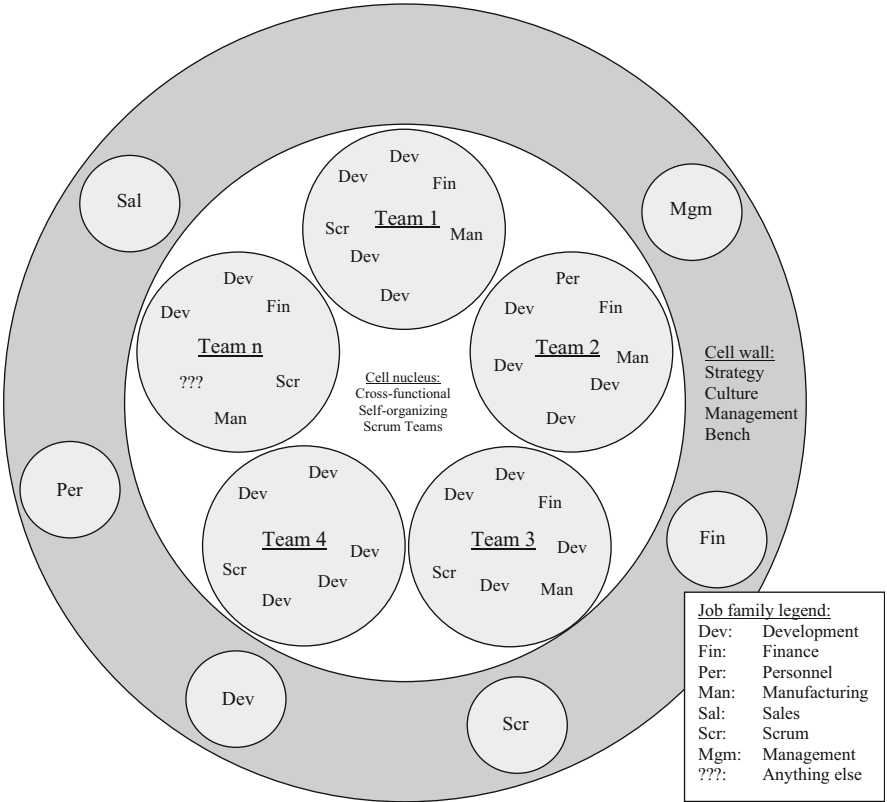 Dev
Dev
Fin
Scr
Team 1
Man
Dev
Dev
Sal
Mgm
Dev
Dev
Fin
Team n
???
Scr
Man
Per
Dev
Fin
Team 2
Man
Dev
Dev
Dev
Cell nucleus:
Cross-functional
Self-organizing
Scrum Teams
Cell wall:
Strategy
Culture
Management
Bench
Per
Dev
Dev
Team 4
Dev
Scr
Dev
Dev
Dev
Dev
Fin
Team 3
Dev
Scr
Dev
Man
Fin
Dev
Scr
Job family legend:
Dev: Development
Fin: Finance
Per: Personnel
Man: Manufacturing
Sal: Sales
Scr: Scrum
Mgm: Management
???: Anything else